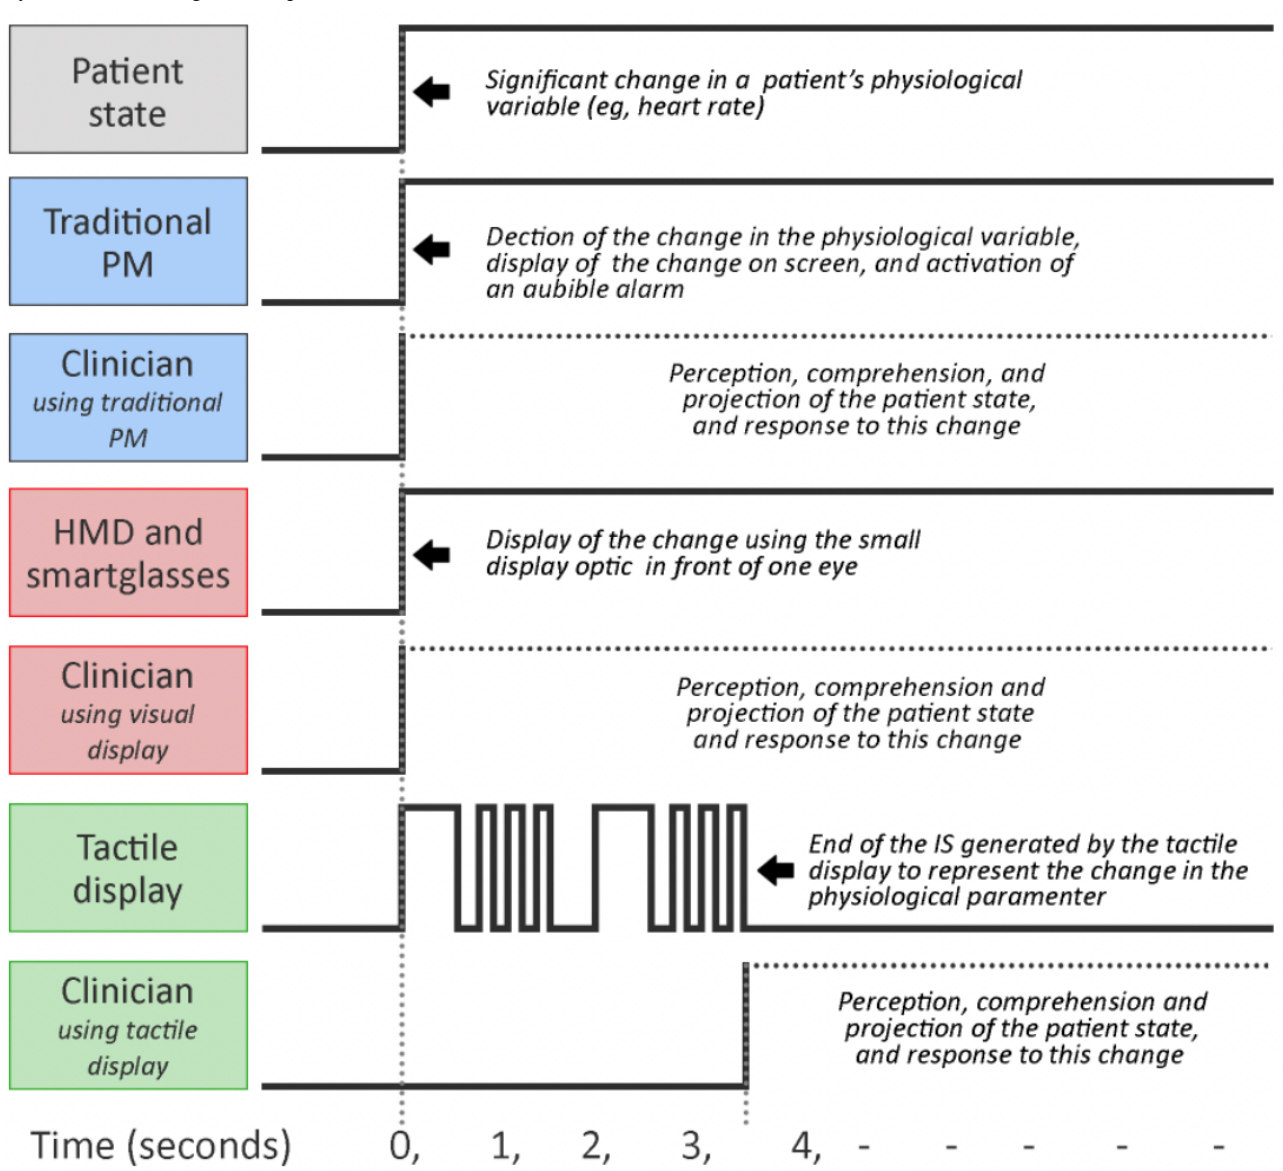 Patient
state
Significant change in a patient's physiological
variable (eg, heart rate)
Traditional
PM
Dection of the change in the physiological variable,
display of the change on screen, and activation of
an aubible alarm
Clinician
using traditional
PM
Perception, comprehension, and
projection of the patient state,
and response to this change
HMD and
smartglasses
Display of the change using the small
display optic in front of one eye
Clinician
using visual
display
Perception, comprehension and
projection of the patient state
and response to this change
Tactile
display
End of the IS generated by the tactile
display to represent the change in the
physiological paramenter
Clinician
using tactile
display
Perception, comprehension and
projection of the patient state,
and response to this change
Time (seconds) 0, 1, 2, 3, 4, - - - - -